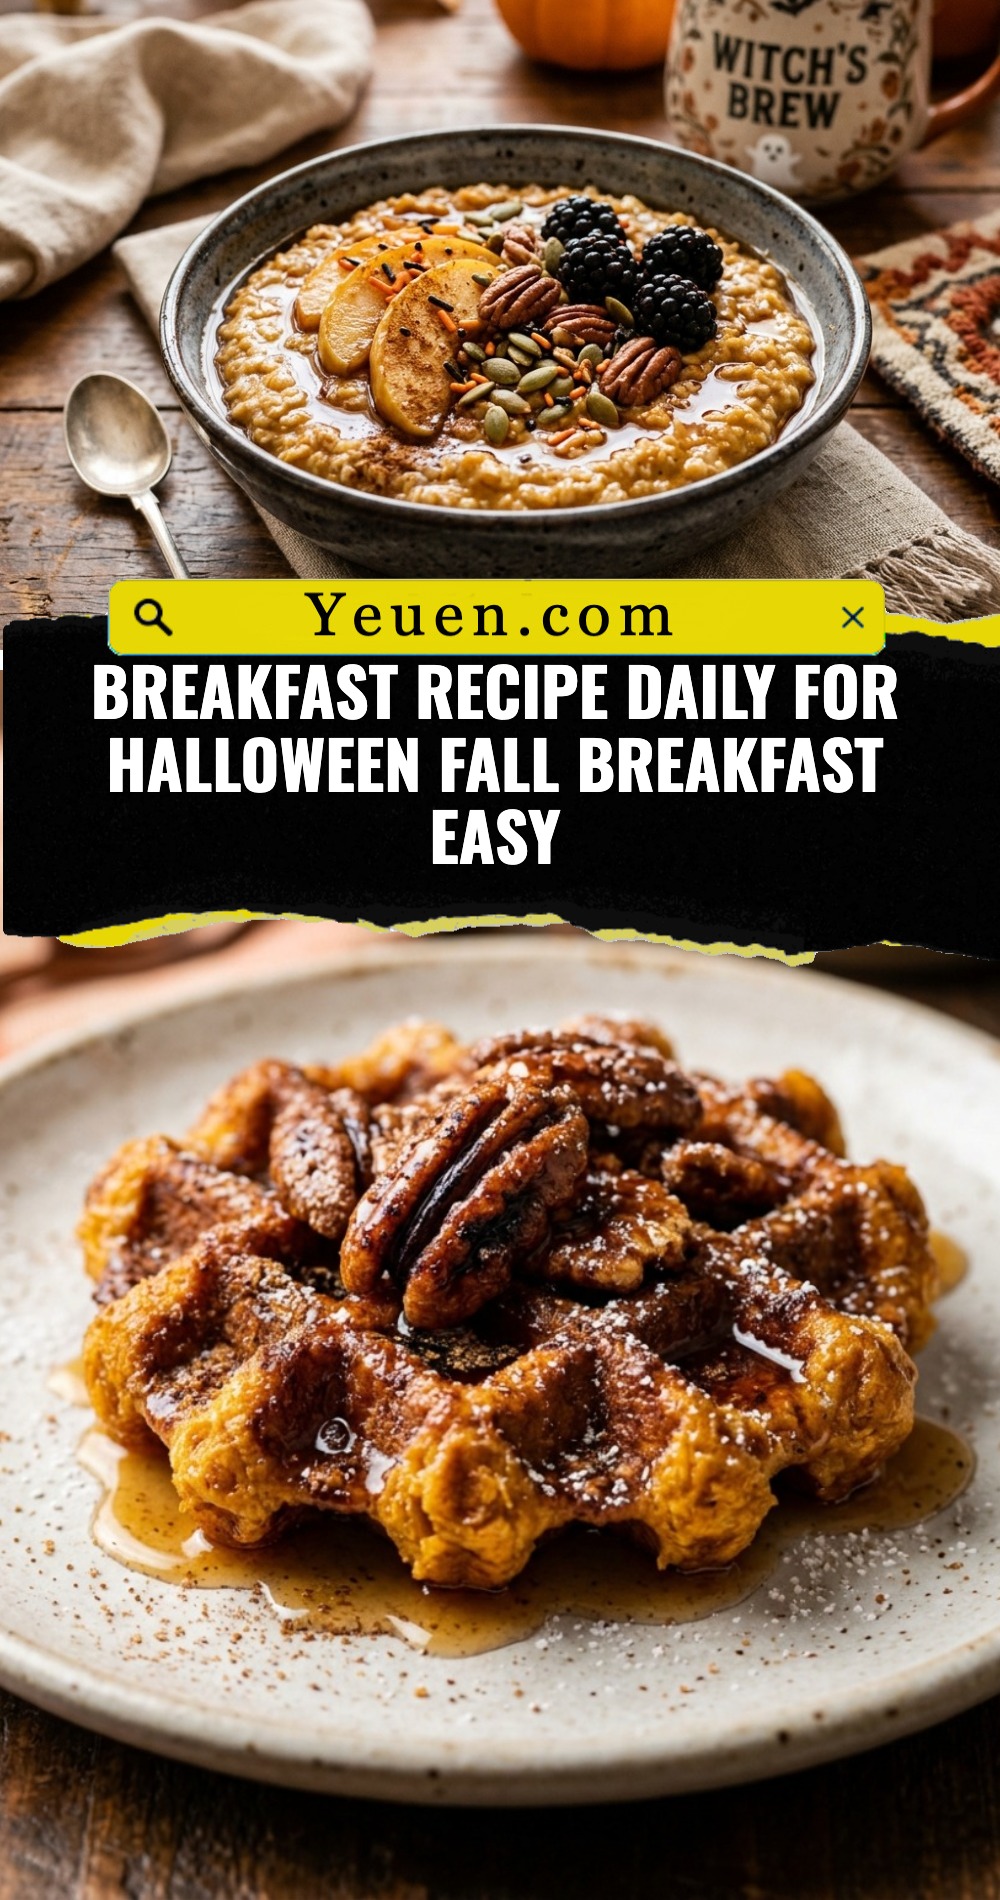 WITCH'S
BREW
Yeuen.com
BREAKFAST RECIPE DAILY FOR
HALLOWEEN FALL BREAKFAST
EASY